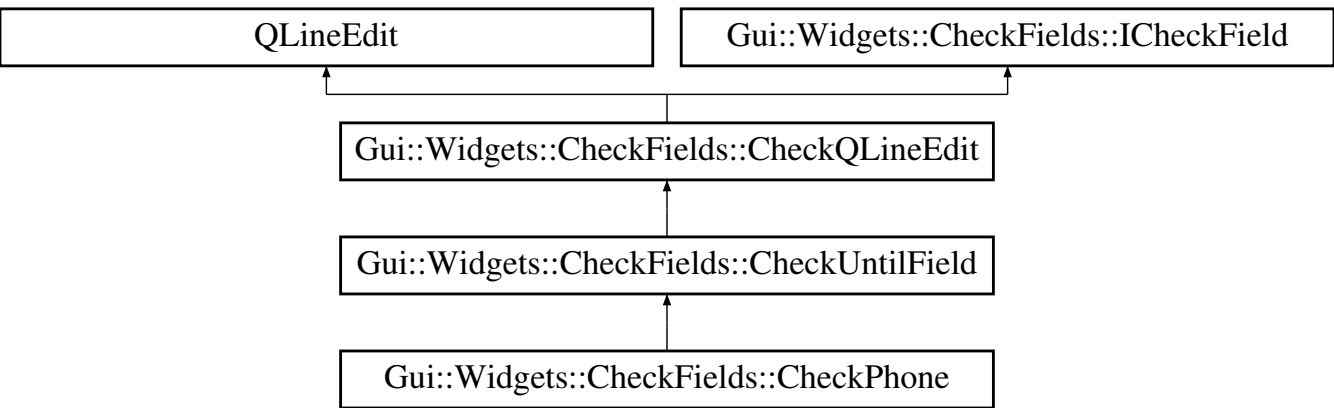 QLineEdit
Gui::Widgets::CheckFields::ICheckField
Gui::Widgets::CheckFields::CheckQLineEdit
Gui::Widgets::CheckFields::CheckUntilField
Gui::Widgets::CheckFields::CheckPhone